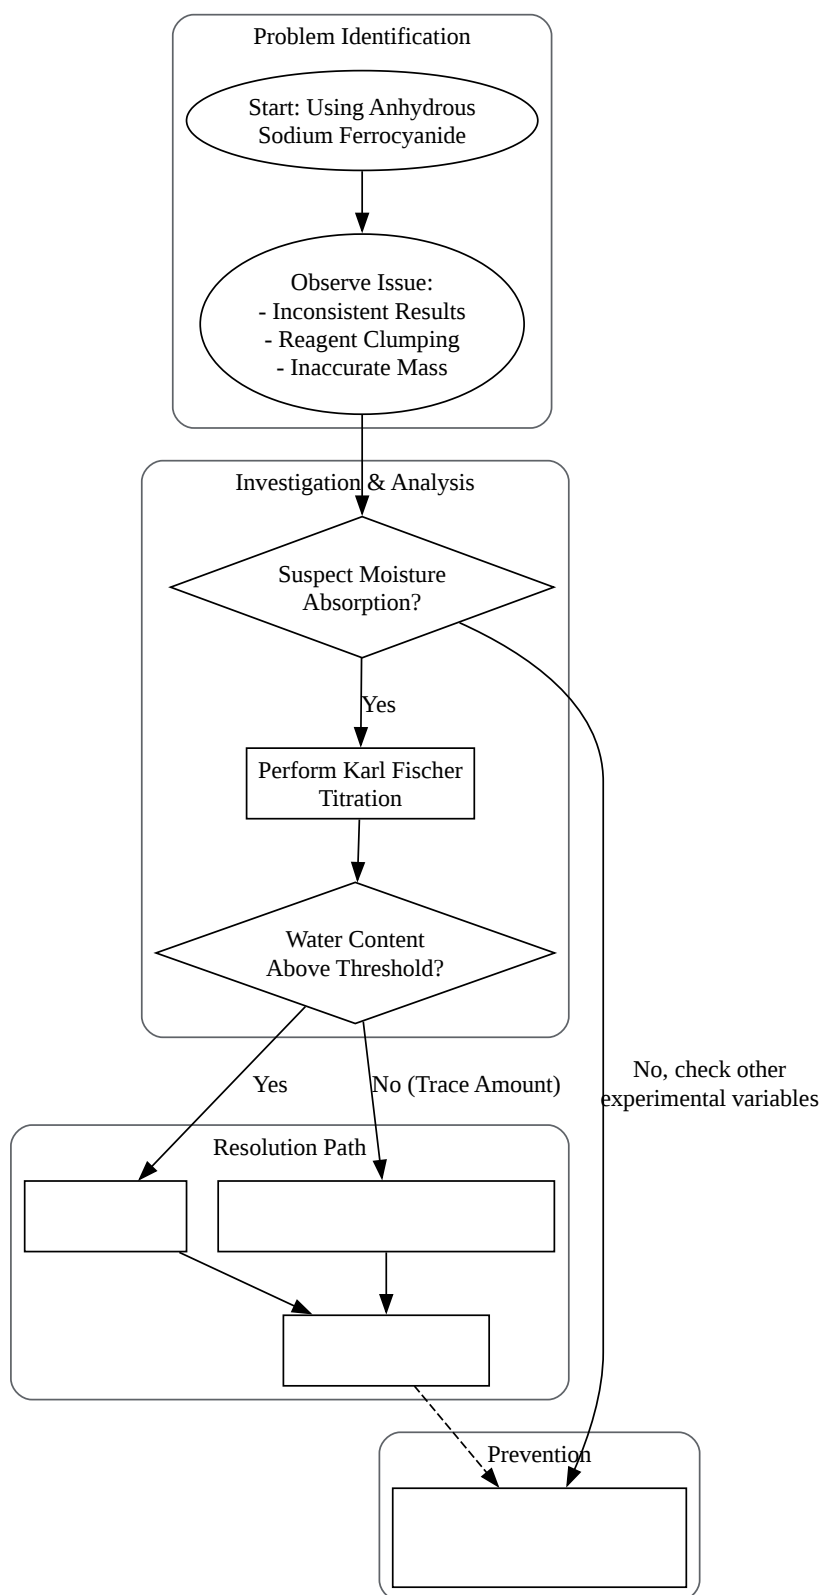 Problem Identification
Start: Using Anhydrous
Sodium Ferrocyanide
Observe Issue:
- Inconsistent Results
- Reagent Clumping
- Inaccurate Mass
Investigation & Analysis
Suspect Moisture
Absorption?
Yes
Perform Karl Fischer
Titration
Water Content
Above Threshold?
No, check other
experimental variables
Yes
No (Trace Amount)
Resolution Path
Prevention